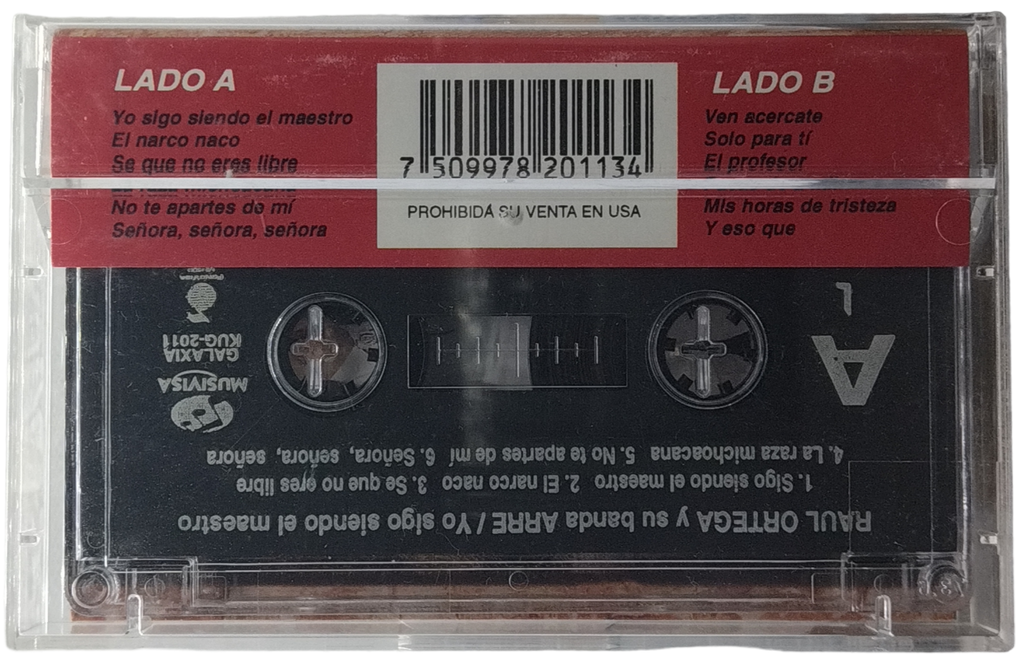 LADO A
Yo sigo siendo el maestro
El narco naco
Se que no eres libre
La raza michoacana
No te apartes de mí
Señora, señora, señora
7 509978 201134
PROHIBIDA SU VENTA EN USA
LADO B
Ven acercate
Solo para tí
El profesor
Mis horas de tristeza
Y eso que
RAUL ORTEGA y su banda ARRE / Yo sigo siendo el maestro
1. Sigo siendo el maestro 2. El narco naco 3. Se que no eres libre
4. La raza michoacana 5. No te apartes de mí 6. Señora, señora, señora
A
L
MUSIVISA
GALAXIA
KUG-2011